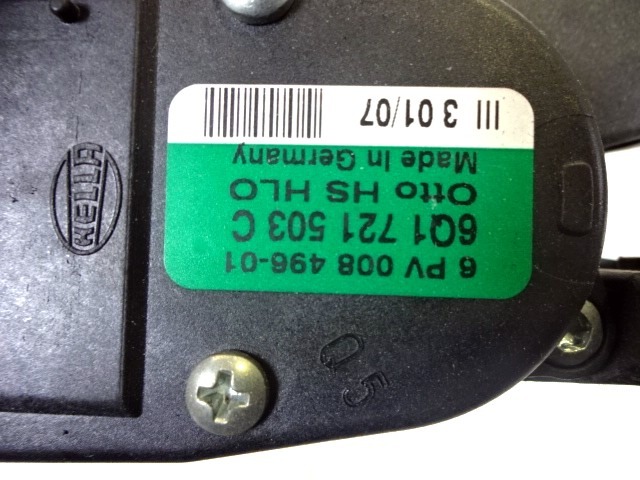 6 PV 008 496-01
6Q1 721 503 C
Otto HS HLO
Made In Germany
III 3 01/07
HELLA
Q5